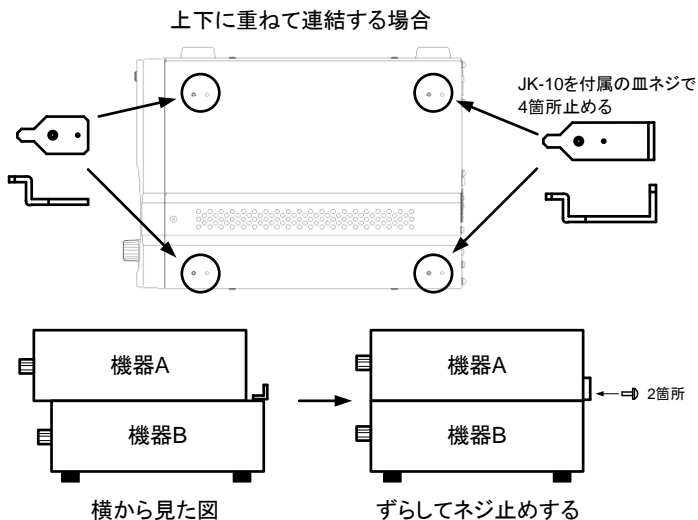 上下に重ねて連結する場合
JK-10を付属の皿ネジで
4箇所止める
機器A
機器B
機器A
機器B
2箇所
横から見た図
ずらしてネジ止めする